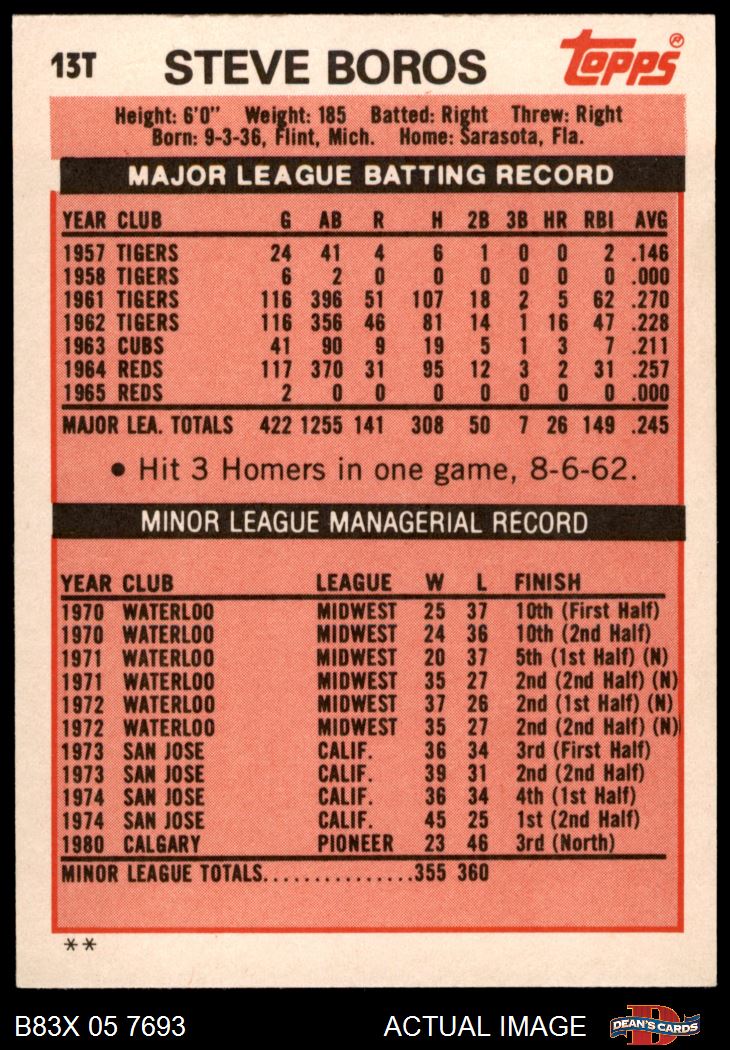 13T STEVE BOROS Topps®
Height: 6'0" Weight: 185 Batted: Right Threw: Right
Born: 9-3-36, Flint, Mich. Home: Sarasota, Fla.
MAJOR LEAGUE BATTING RECORD
YEAR CLUB G AB R H 2B 3B HR RBI AVG
1957 TIGERS 24 41 4 6 1 0 0 2 .146
1958 TIGERS 6 2 0 0 0 0 0 0 .000
1961 TIGERS 116 396 51 107 18 2 5 62 .270
1962 TIGERS 116 356 46 81 14 1 16 47 .228
1963 CUBS 41 90 9 19 5 1 3 7 .211
1964 REDS 117 370 31 95 12 3 2 31 .257
1965 REDS 2 0 0 0 0 0 0 0 .000
MAJOR LEA. TOTALS 422 1255 141 308 50 7 26 149 .245
• Hit 3 Homers in one game, 8-6-62.
MINOR LEAGUE MANAGERIAL RECORD
YEAR CLUB LEAGUE W L FINISH
1970 WATERLOO MIDWEST 25 37 10th (First Half)
1970 WATERLOO MIDWEST 24 36 10th (2nd Half)
1971 WATERLOO MIDWEST 20 37 5th (1st Half) (N)
1971 WATERLOO MIDWEST 35 27 2nd (2nd Half) (N)
1972 WATERLOO MIDWEST 37 26 2nd (1st Half) (N)
1972 WATERLOO MIDWEST 35 27 2nd (2nd Half) (N)
1973 SAN JOSE CALIF. 36 34 3rd (First Half)
1973 SAN JOSE CALIF. 39 31 2nd (2nd Half)
1974 SAN JOSE CALIF. 36 34 4th (1st Half)
1974 SAN JOSE CALIF. 45 25 1st (2nd Half)
1980 CALGARY PIONEER 23 46 3rd (North)
MINOR LEAGUE TOTALS...............355 360
**
B83X 05 7693 ACTUAL IMAGE DEAN'S CARDS